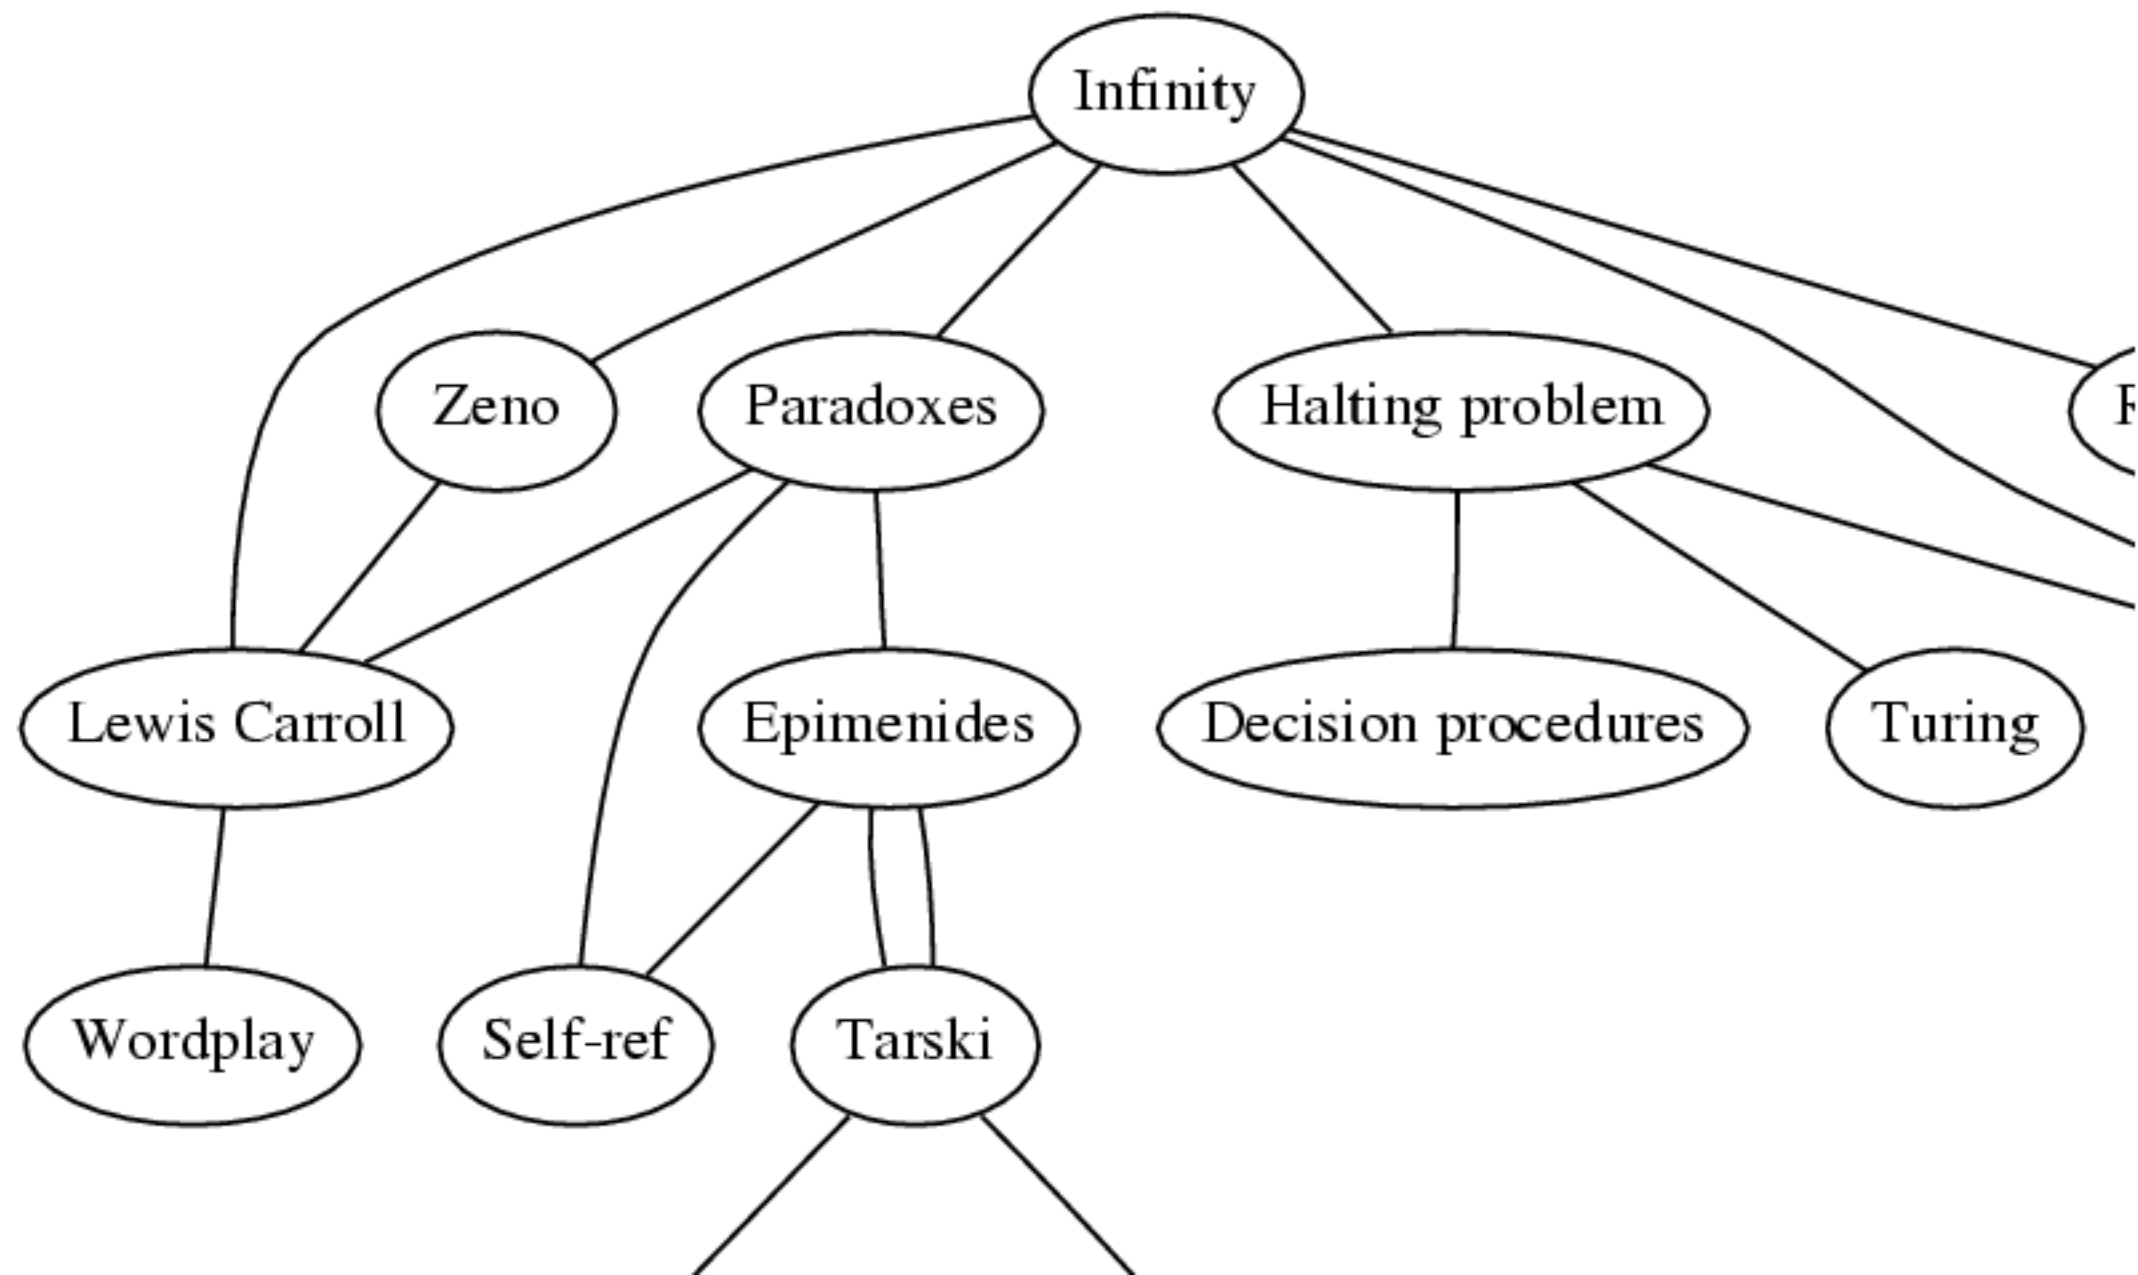 Infinity
Zeno
Paradoxes
Halting problem
Lewis Carroll
Epimenides
Decision procedures
Turing
Wordplay
Self-ref
Tarski